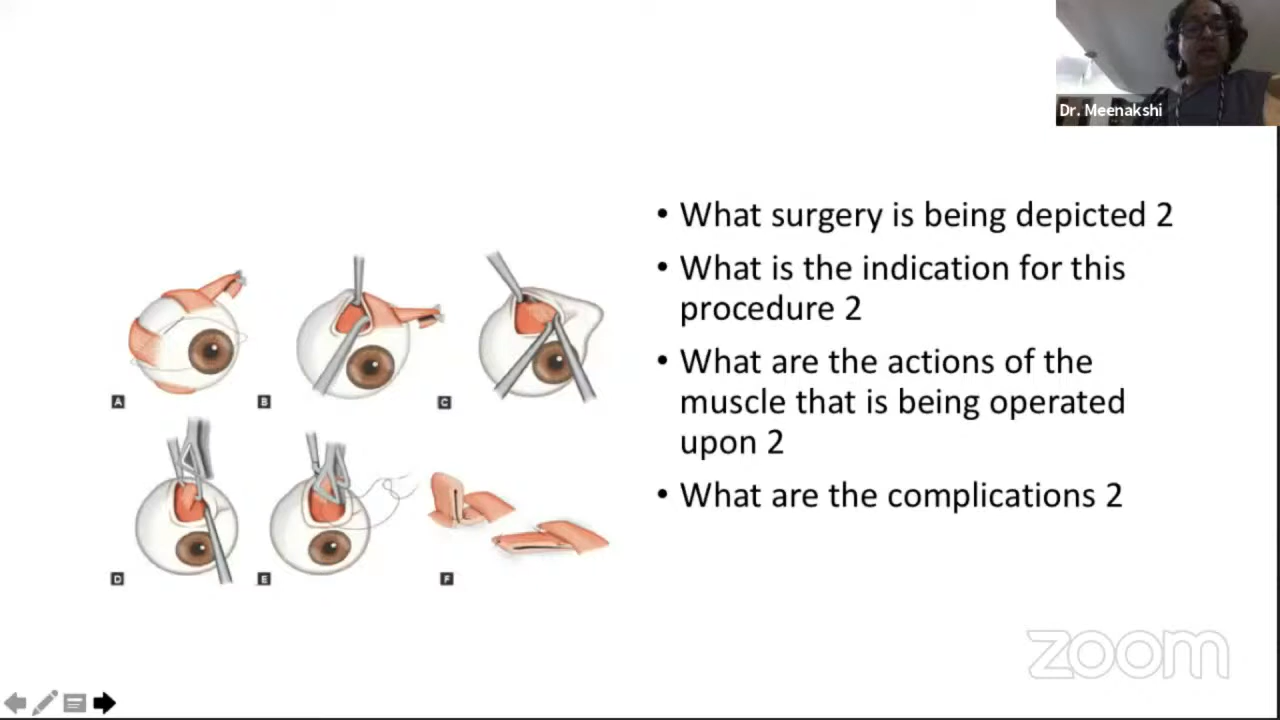 Dr. Meenakshi
• What surgery is being depicted 2
• What is the indication for this
procedure 2
• What are the actions of the
muscle that is being operated
upon 2
• What are the complications 2
A
B
C
D
E
F
zoom